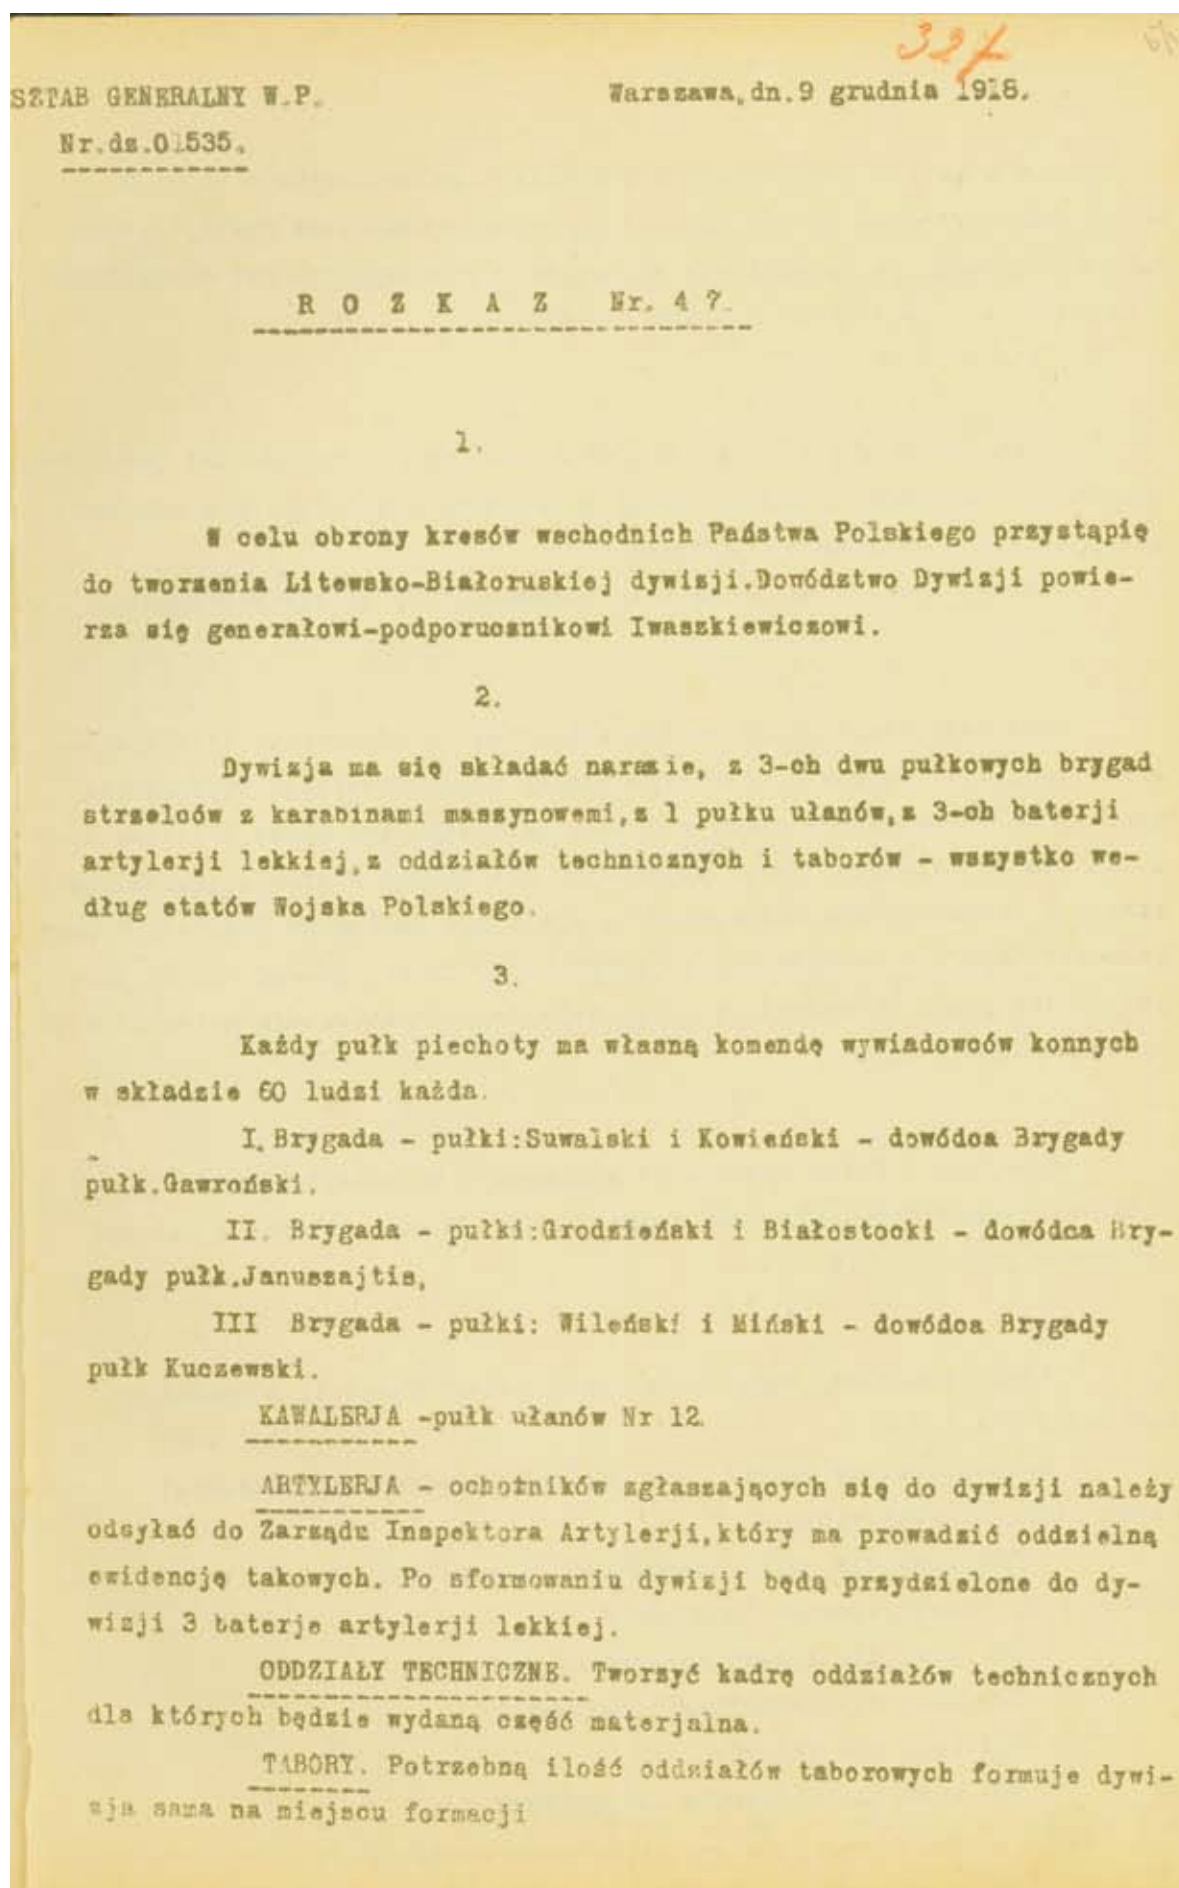 327
SZTAB GENERALNY W.P. Warszawa, dn. 9 grudnia 1918.
Nr.ds.01535.
R O Z K A Z Nr. 4 7.
1.
W celu obrony kresów wschodnich Państwa Polskiego przystąpię
do tworzenia Litewsko-Białoruskiej dywizji. Dowództwo Dywizji powie-
rza się generałowi-podporucznikowi Iwaszkiewiczowi.
2.
Dywizja ma się składać narazie, z 3-ch dwu pułkowych brygad
strzelców z karabinami maszynowemi, z 1 pułku ułanów, z 3-ch baterji
artylerji lekkiej, z oddziałów technicznych i taborów - wszystko we-
dług etatów Wojska Polskiego.
3.
Każdy pułk piechoty ma własną komendę wywiadowców konnych
w składzie 60 ludzi każda.
I. Brygada - pułki: Suwalski i Kowieński - dowódca Brygady
pułk. Gawroński.
II. Brygada - pułki: Grodzieński i Białostocki - dowódca Bry-
gady pułk. Januszajtis,
III Brygada - pułki: Wileński i Miński - dowódca Brygady
pułk Kuczewski.
KAWALERJA -pułk ułanów Nr 12.
ARTYLERJA - ochotników zgłaszających się do dywizji należy
odsyłać do Zarządu Inspektora Artylerji, który ma prowadzić oddzielną
ewidencję takowych. Po sformowaniu dywizji będą przydzielone do dy-
wizji 3 baterje artylerji lekkiej.
ODDZIAŁY TECHNICZNE. Tworzyć kadrę oddziałów technicznych
dla których będzie wydaną część materjalna.
TABORY. Potrzebną ilość oddziałów taborowych formuje dywi-
zja sama na miejscu formacji